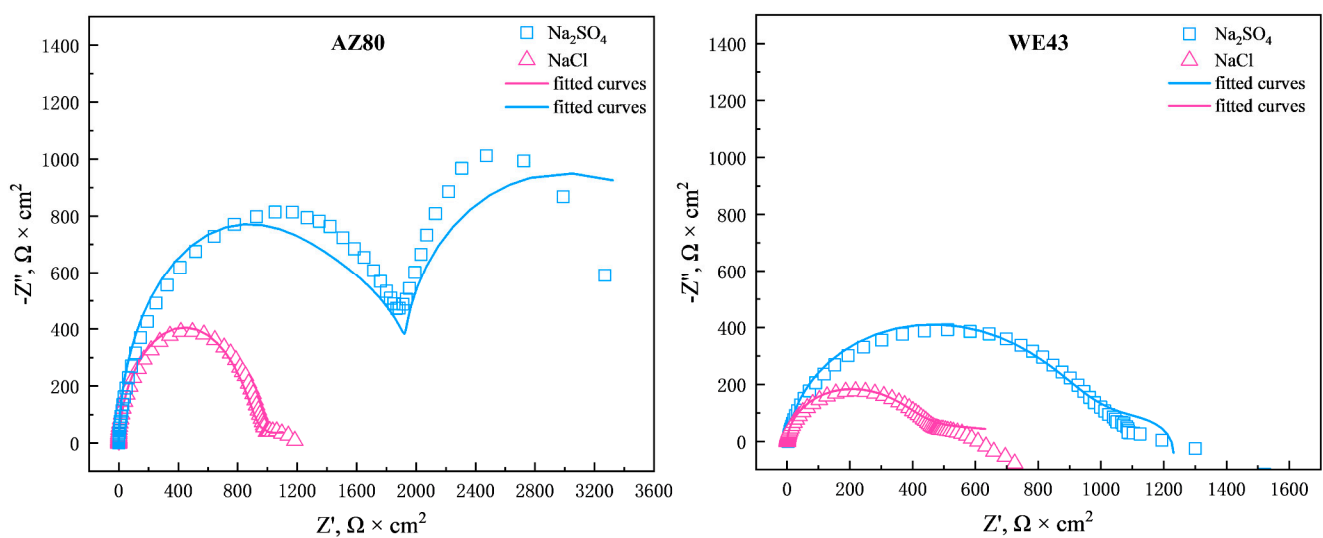 AZ80
Na₂SO₄
NaCl
fitted curves
fitted curves
1400
1200
1000
800
600
400
200
0
-Z″, Ω × cm²
0 400 800 1200 1600 2000 2400 2800 3200 3600
Z′, Ω × cm²
WE43
Na₂SO₄
NaCl
fitted curves
fitted curves
1400
1200
1000
800
600
400
200
0
-Z″, Ω × cm²
0 200 400 600 800 1000 1200 1400 1600
Z′, Ω × cm²